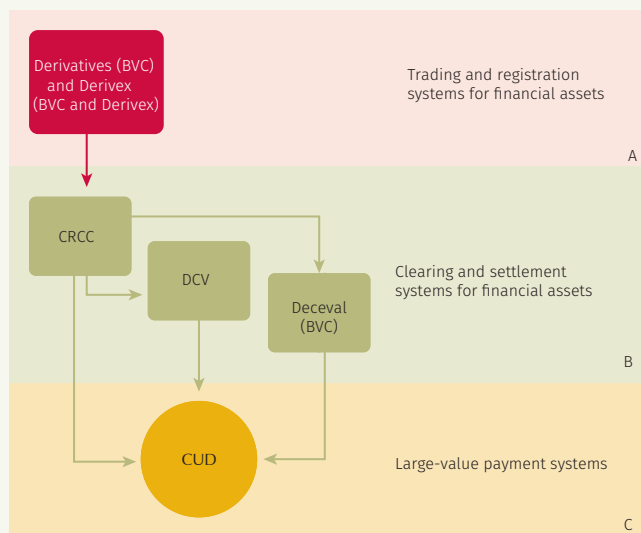 Derivatives (BVC)
and Derivex
(BVC and Derivex)
Trading and registration
systems for financial assets
A
CRCC
DCV
Deceval
(BVC)
Clearing and settlement
systems for financial assets
B
CUD
Large-value payment systems
C